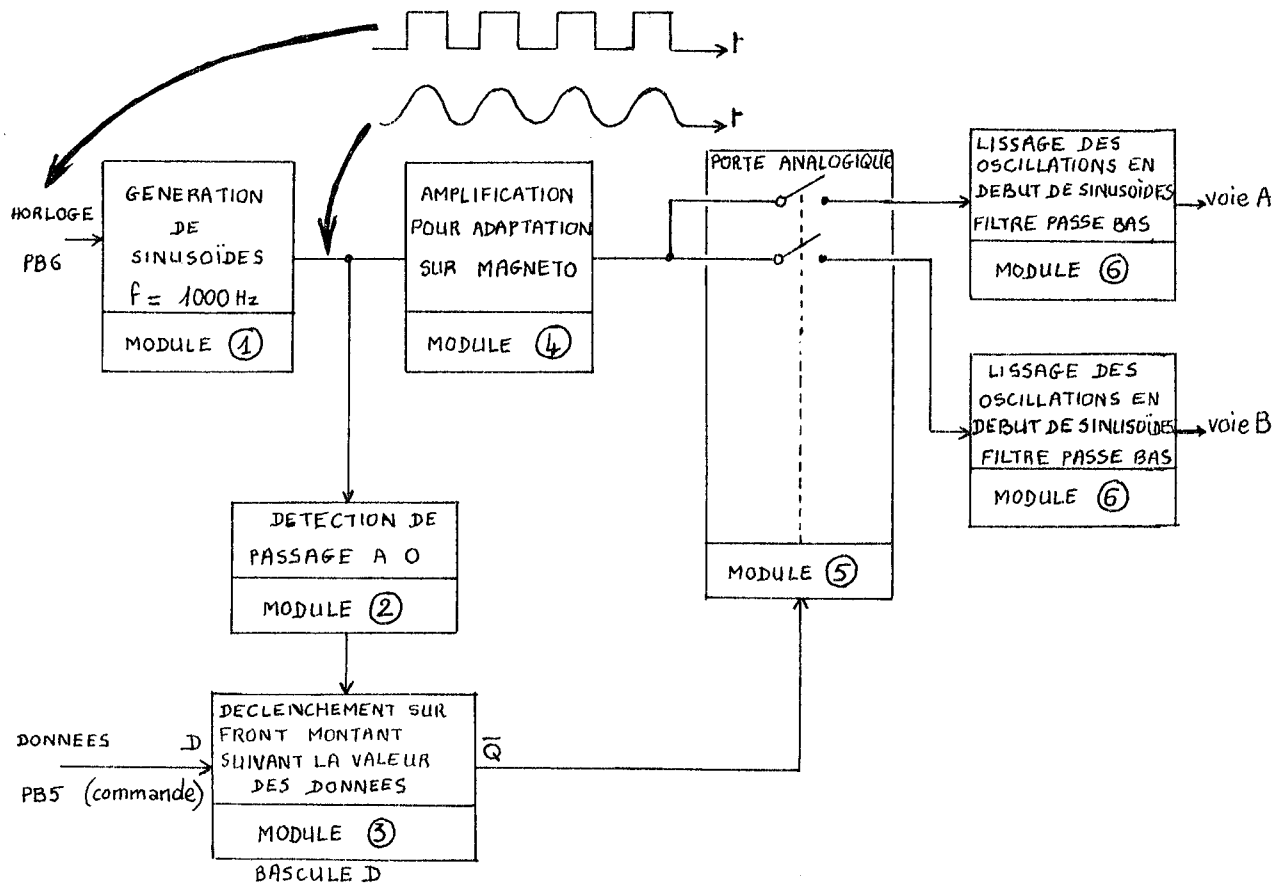 t
t
HORLOGE
PB6
GENERATION
DE
SINUSOÏDES
f = 1000 Hz
MODULE 1
AMPLIFICATION
POUR ADAPTATION
SUR MAGNETO
MODULE 4
PORTE ANALOGIQUE
MODULE 5
LISSAGE DES
OSCILLATIONS EN
DEBUT DE SINUSOÏDES
FILTRE PASSE BAS
MODULE 6
voie A
LISSAGE DES
OSCILLATIONS EN
DEBUT DE SINUSOÏDES
FILTRE PASSE BAS
MODULE 6
voie B
DETECTION DE
PASSAGE A O
MODULE 2
DONNEES D
PB5 (commande)
DECLEINCHEMENT SUR
FRONT MONTANT
SUIVANT LA VALEUR
DES DONNEES
MODULE 3
BASCULE D
Q̅